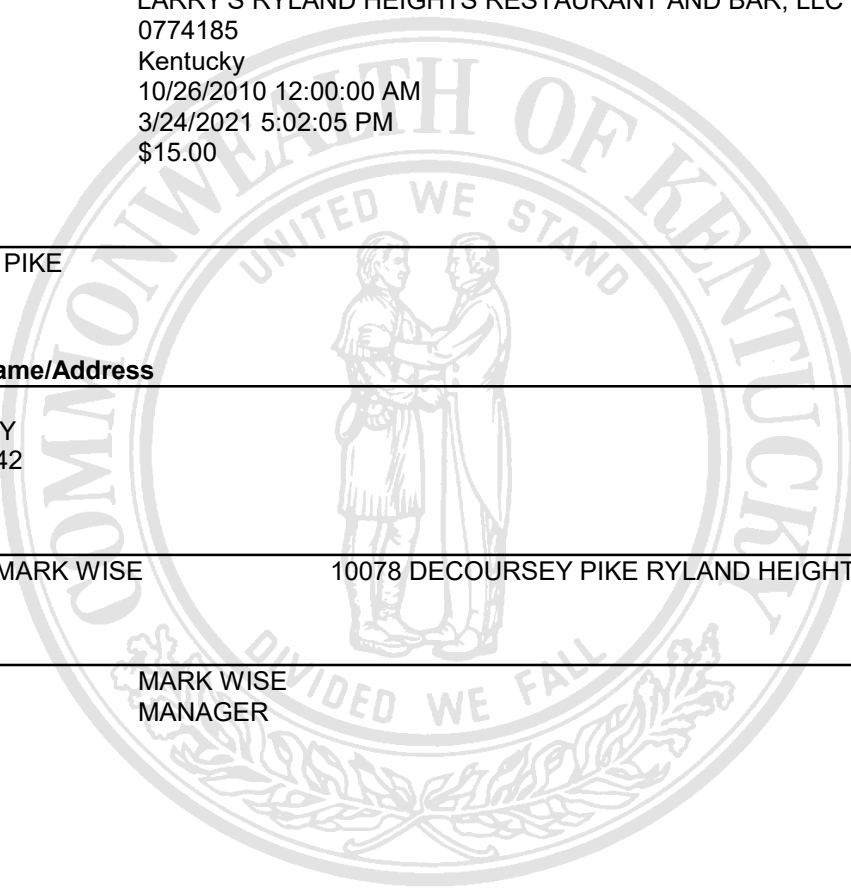 LARRY'S RYLAND HEIGHTS RESTAURANT AND BAR, LLC
0774185
Kentucky
10/26/2010 12:00:00 AM
3/24/2021 5:02:05 PM
$15.00
PIKE
ame/Address
Y
42
MARK WISE 10078 DECOURSEY PIKE RYLAND HEIGHT
MARK WISE
MANAGER
COMMONWEALTH OF KENTUCKY
UNITED WE STAND
DIVIDED WE FALL